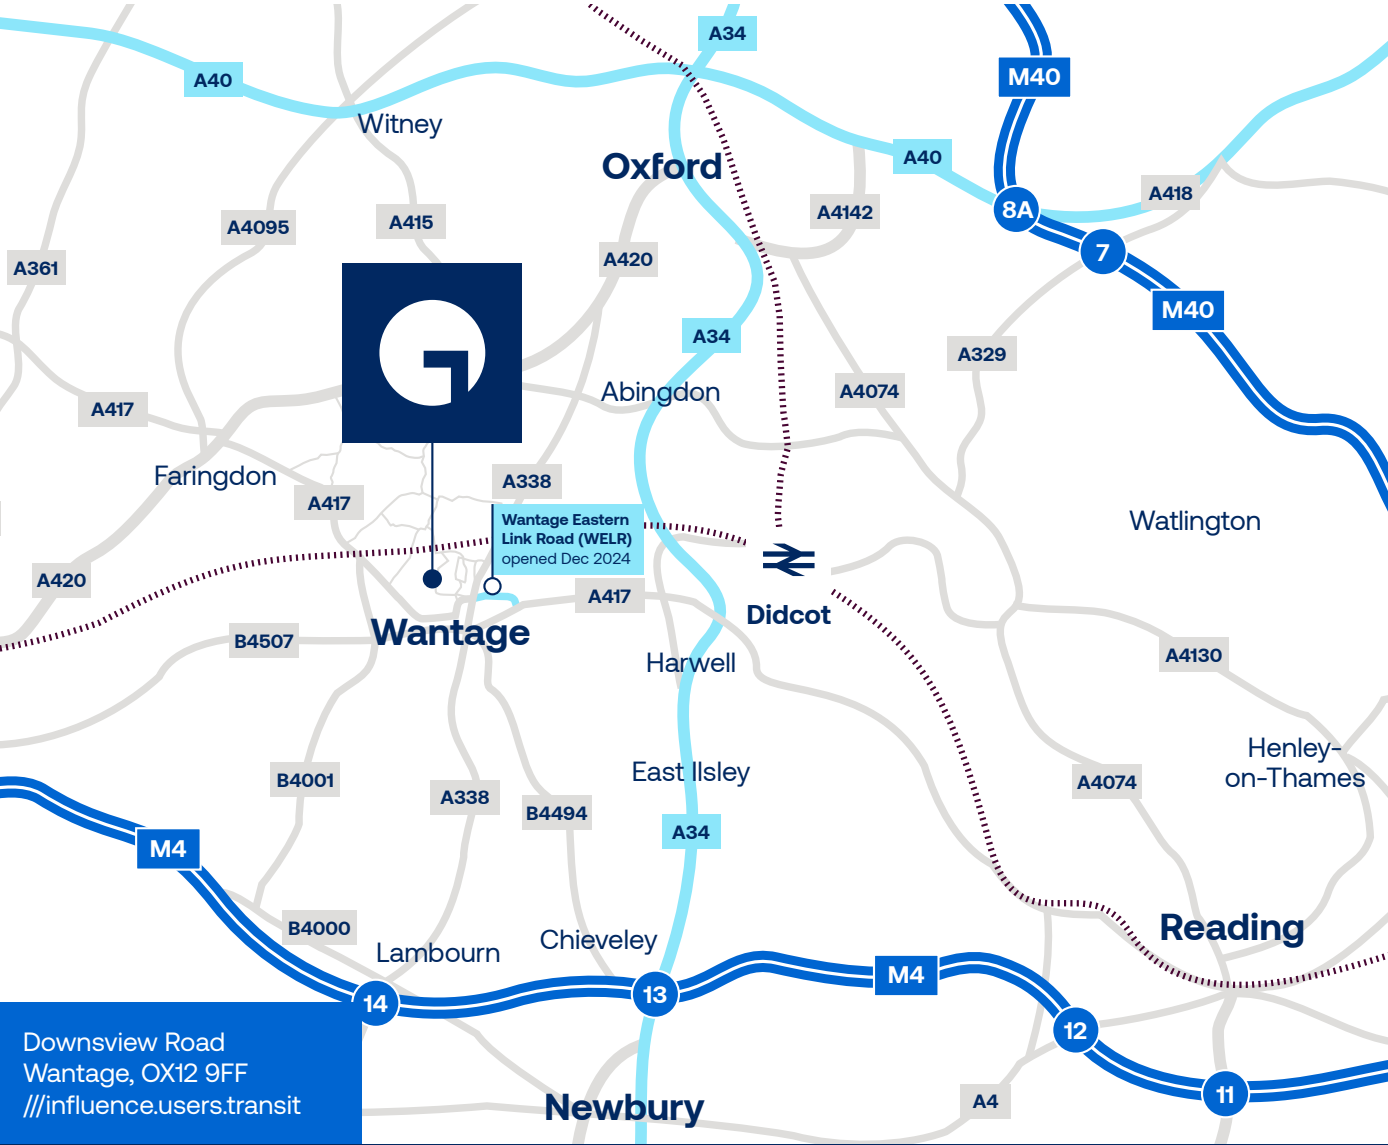 A34
A40
M40
Witney
Oxford
A40
A418
A4142
8A
A4095
A415
7
A361
A420
M40
A34
A329
Abingdon
A4074
A417
Faringdon
A338
A417
Wantage Eastern
Link Road (WELR)
opened Dec 2024
Watlington
A420
A417
Didcot
Wantage
B4507
Harwell
A4130
Henley-
on-Thames
East Ilsley
B4001
A4074
A338
B4494
A34
M4
B4000
Reading
Chieveley
Lambourn
M4
13
14
12
Downsview Road
Wantage, OX12 9FF
///influence.users.transit
11
A4
Newbury